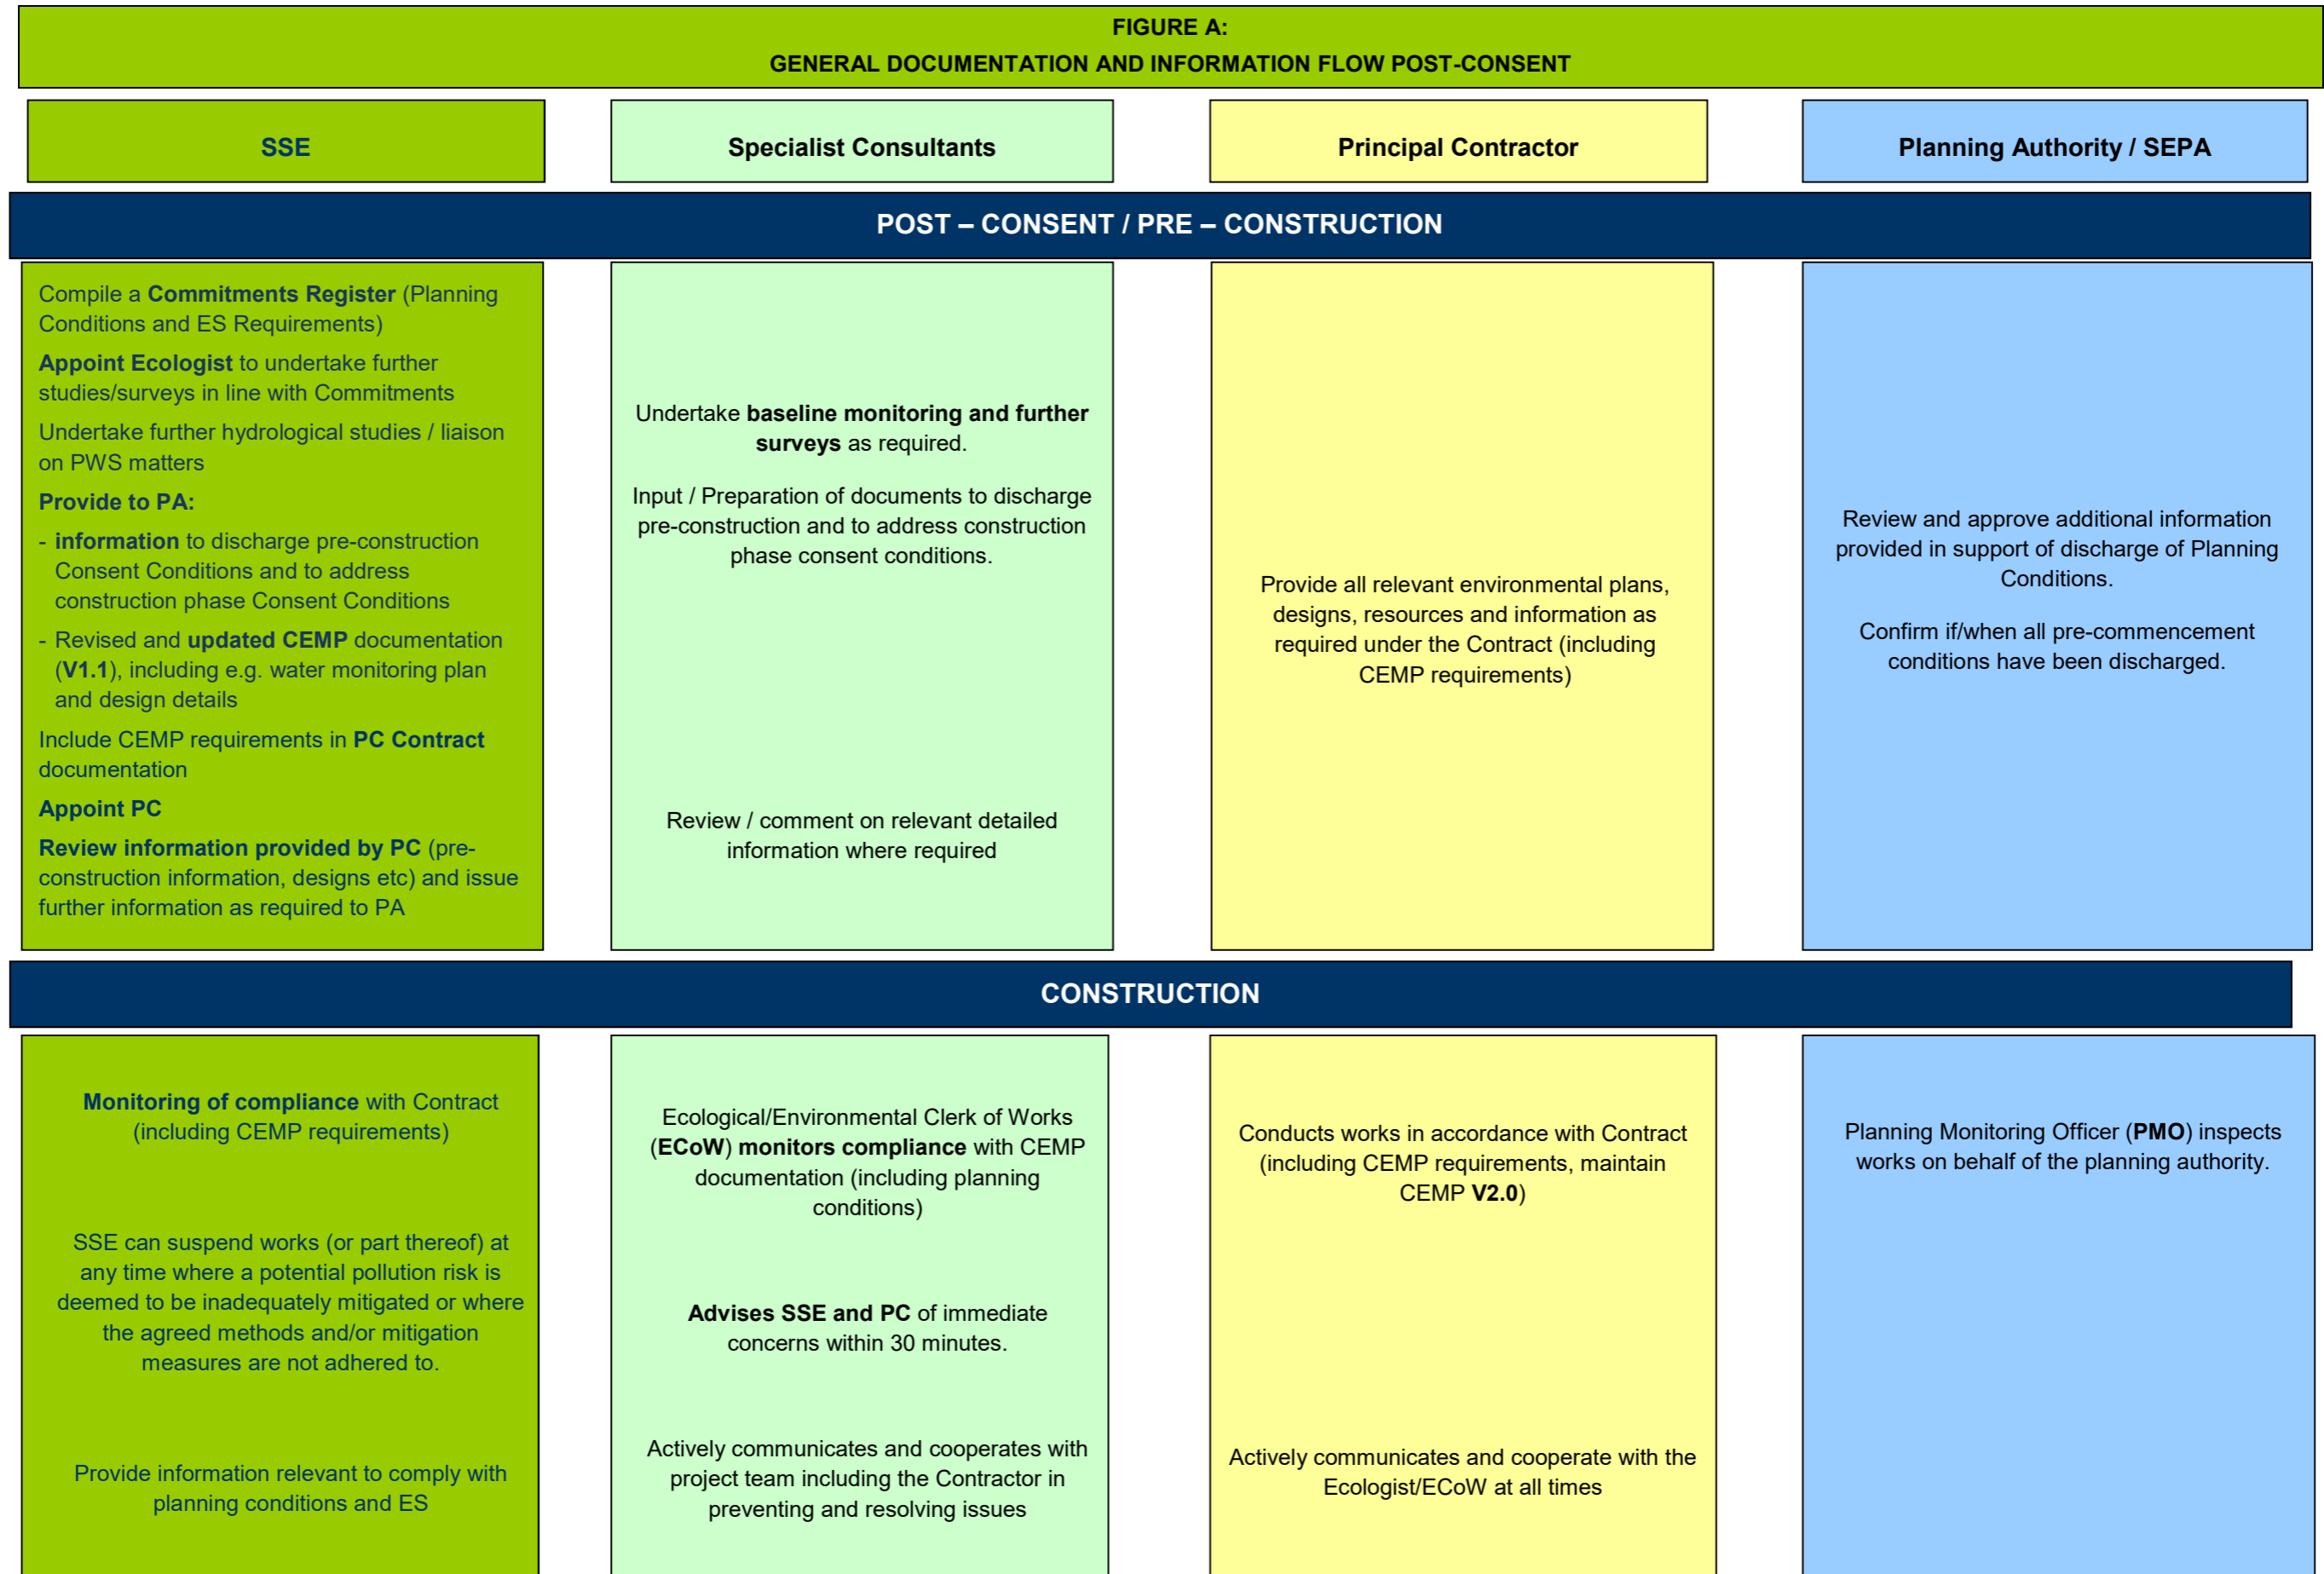 FIGURE A:
GENERAL DOCUMENTATION AND INFORMATION FLOW POST-CONSENT
SSE
Specialist Consultants
Principal Contractor
Planning Authority / SEPA
POST – CONSENT / PRE – CONSTRUCTION
Compile a Commitments Register (Planning
Conditions and ES Requirements)
Appoint Ecologist to undertake further
studies/surveys in line with Commitments
Undertake further hydrological studies / liaison
on PWS matters
Provide to PA:
- information to discharge pre-construction
Consent Conditions and to address
construction phase Consent Conditions
- Revised and updated CEMP documentation
(V1.1), including e.g. water monitoring plan
and design details
Include CEMP requirements in PC Contract
documentation
Appoint PC
Review information provided by PC (pre-
construction information, designs etc) and issue
further information as required to PA
Undertake baseline monitoring and further
surveys as required.
Input / Preparation of documents to discharge
pre-construction and to address construction
phase consent conditions.
Review / comment on relevant detailed
information where required
Provide all relevant environmental plans,
designs, resources and information as
required under the Contract (including
CEMP requirements)
Review and approve additional information
provided in support of discharge of Planning
Conditions.
Confirm if/when all pre-commencement
conditions have been discharged.
CONSTRUCTION
Monitoring of compliance with Contract
(including CEMP requirements)
SSE can suspend works (or part thereof) at
any time where a potential pollution risk is
deemed to be inadequately mitigated or where
the agreed methods and/or mitigation
measures are not adhered to.
Provide information relevant to comply with
planning conditions and ES
Ecological/Environmental Clerk of Works
(ECoW) monitors compliance with CEMP
documentation (including planning
conditions)
Advises SSE and PC of immediate
concerns within 30 minutes.
Actively communicates and cooperates with
project team including the Contractor in
preventing and resolving issues
Conducts works in accordance with Contract
(including CEMP requirements, maintain
CEMP V2.0)
Actively communicates and cooperate with the
Ecologist/ECoW at all times
Planning Monitoring Officer (PMO) inspects
works on behalf of the planning authority.